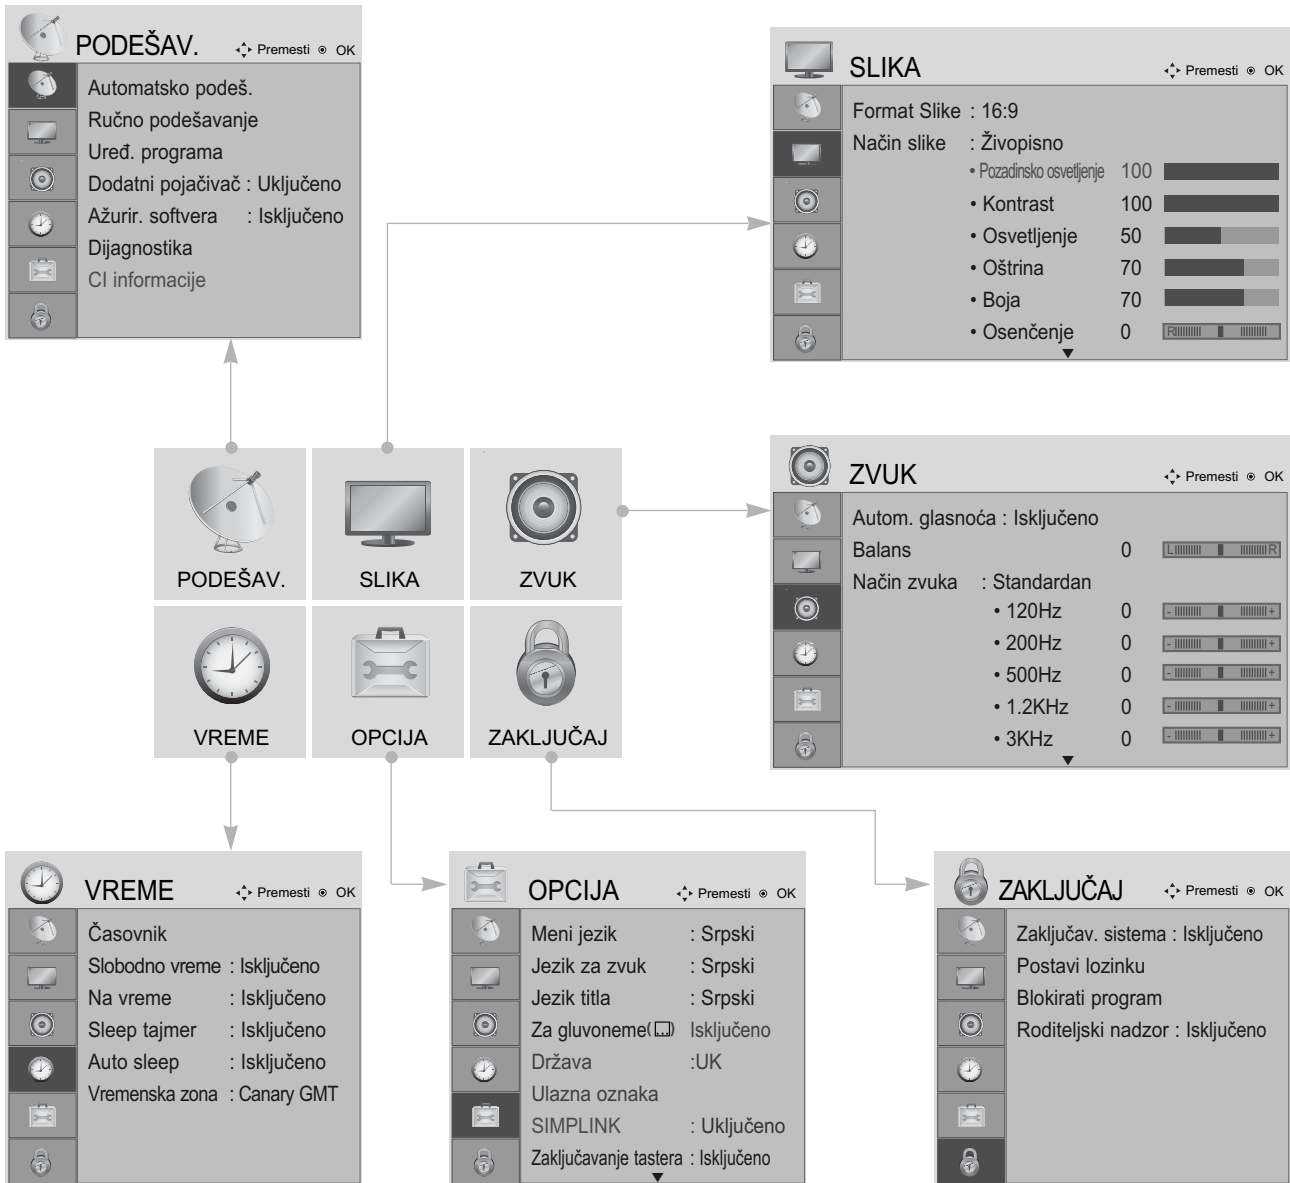 PODEŠAV. Premesti OK
Automatsko podeš.
Ručno podešavanje
Uređ. programa
Dodatni pojačivač : Uključeno
Ažurir. softvera : Isključeno
Dijagnostika
CI informacije
SLIKA Premesti OK
Format Slike : 16:9
Način slike : Živopisno
• Pozadinsko osvetljenje 100
• Kontrast 100
• Osvetljenje 50
• Oštrina 70
• Boja 70
• Osenčenje 0 R
PODEŠAV.
SLIKA
ZVUK
VREME
OPCIJA
ZAKLJUČAJ
ZVUK Premesti OK
Autom. glasnoća : Isključeno
Balans 0 L R
Način zvuka : Standardan
• 120Hz 0 - +
• 200Hz 0 - +
• 500Hz 0 - +
• 1.2KHz 0 - +
• 3KHz 0 - +
VREME Premesti OK
Časovnik
Slobodno vreme : Isključeno
Na vreme : Isključeno
Sleep tajmer : Isključeno
Auto sleep : Isključeno
Vremenska zona : Canary GMT
OPCIJA Premesti OK
Meni jezik : Srpski
Jezik za zvuk : Srpski
Jezik titla : Srpski
Za gluvoneme( ) Isključeno
Država :UK
Ulazna oznaka
SIMPLINK : Uključeno
Zaključavanje tastera : Isključeno
ZAKLJUČAJ Premesti OK
Zaključav. sistema : Isključeno
Postavi lozinku
Blokirati program
Roditeljski nadzor : Isključeno